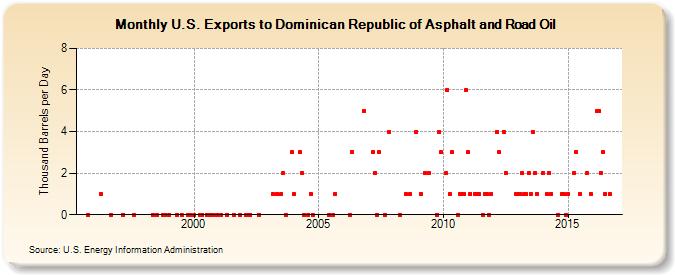 Monthly U.S. Exports to Dominican Republic of Asphalt and Road Oil
Thousand Barrels per Day
8
6
4
2
0
2000 2005 2010 2015
Source: U.S. Energy Information Administration